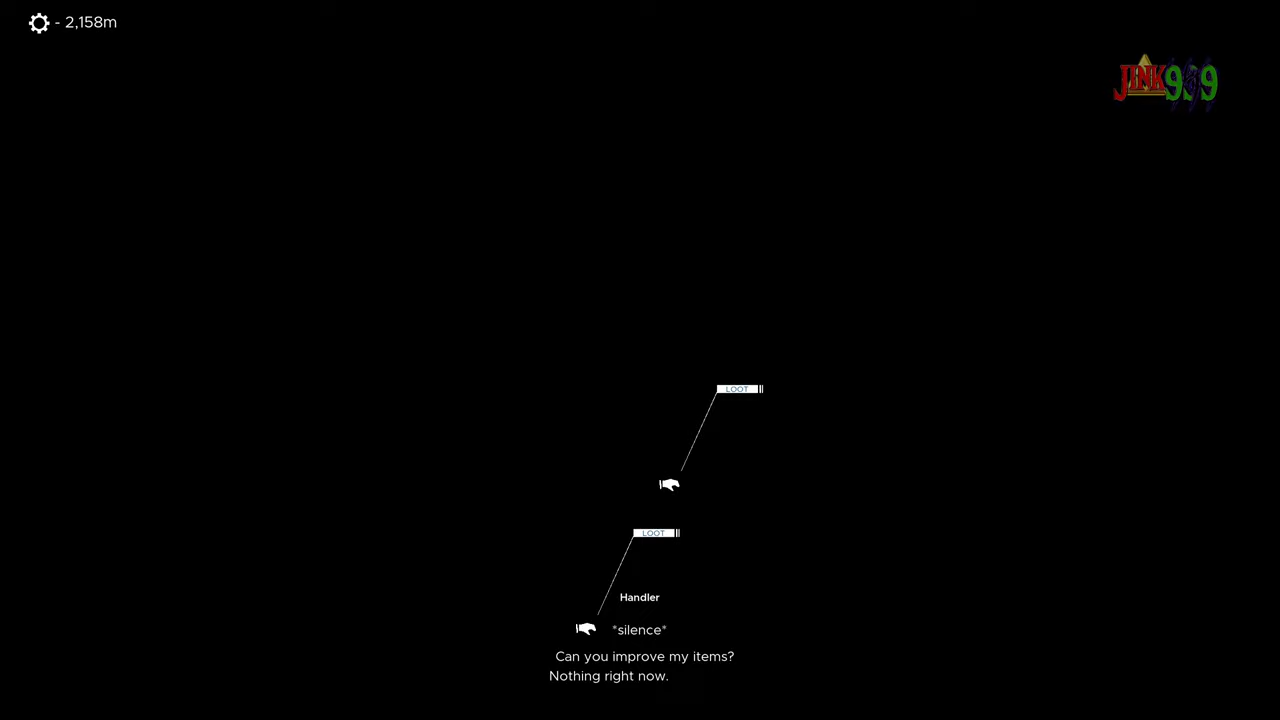 - 2,158m
JINK999
LOOT
LOOT
Handler
*silence*
Can you improve my items?
Nothing right now.